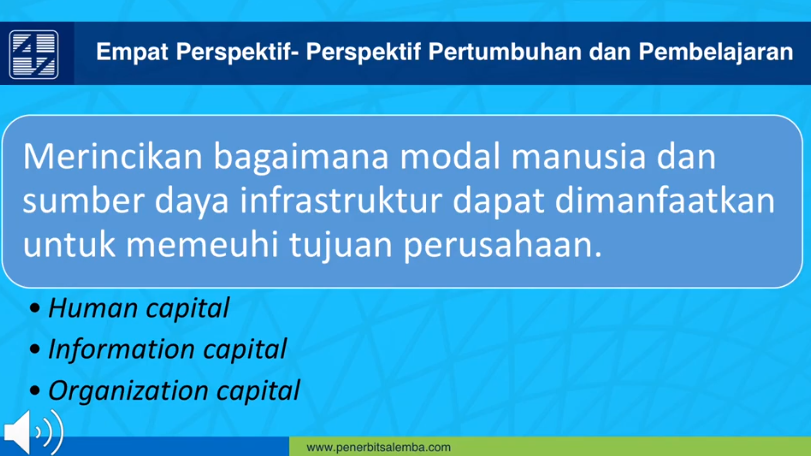 Empat Perspektif- Perspektif Pertumbuhan dan Pembelajaran
Merincikan bagaimana modal manusia dan
sumber daya infrastruktur dapat dimanfaatkan
untuk memeuhi tujuan perusahaan.
• Human capital
• Information capital
• Organization capital
www.penerbitsalemba.com